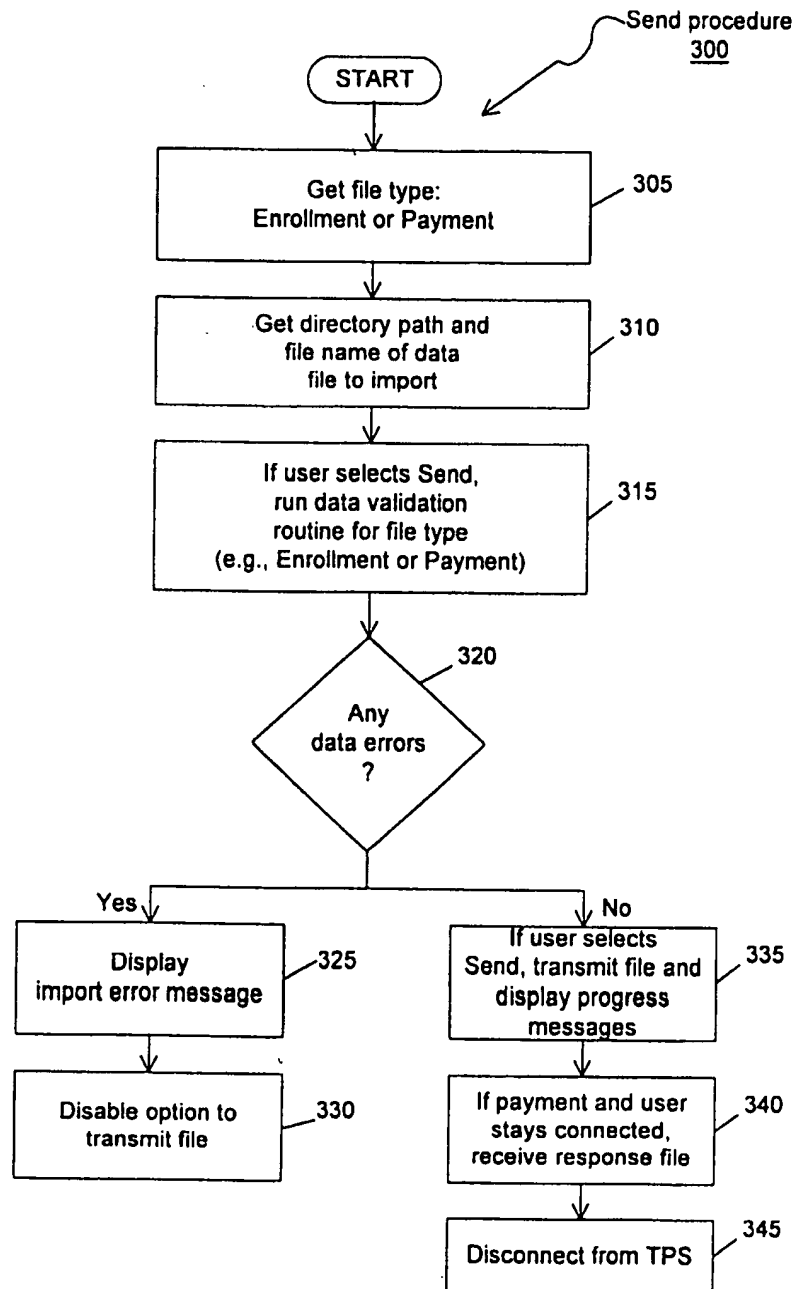 Send procedure
300
START
Get file type:
Enrollment or Payment
305
Get directory path and
file name of data
file to import
310
If user selects Send,
run data validation
routine for file type
(e.g., Enrollment or Payment)
315
320
Any
data errors
?
Yes
No
Display
import error message
325
If user selects
Send, transmit file and
display progress
messages
335
Disable option to
transmit file
330
If payment and user
stays connected,
receive response file
340
Disconnect from TPS
345